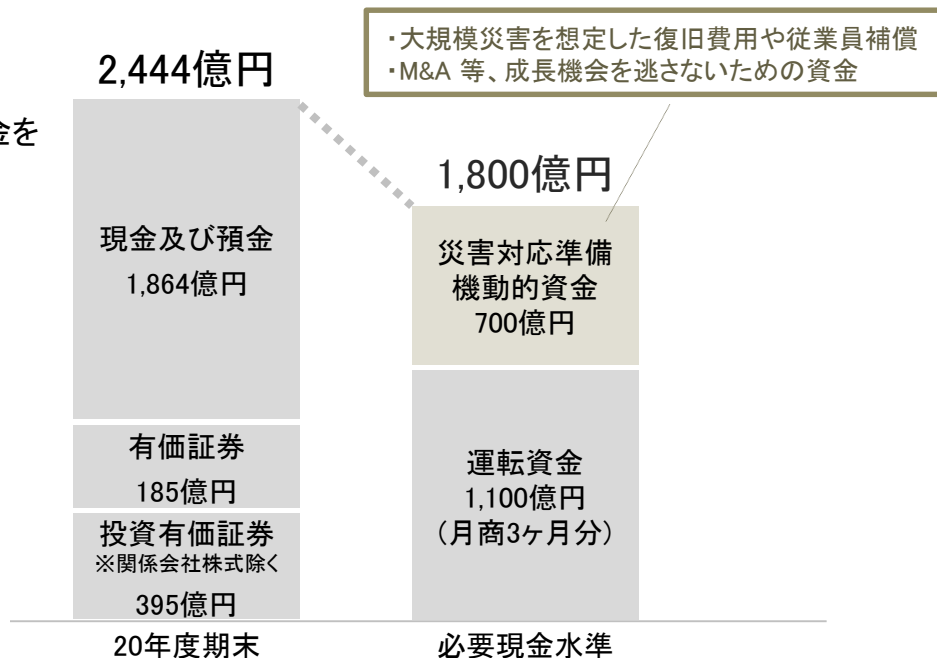 ・大規模災害を想定した復旧費用や従業員補償
・M&A 等、成長機会を逃さないための資金
2,444億円
金を
1,800億円
現金及び預金
1,864億円
有価証券
185億円
投資有価証券
※関係会社株式除く
395億円
20年度期末
災害対応準備
機動的資金
700億円
運転資金
1,100億円
（月商3ヶ月分）
必要現金水準